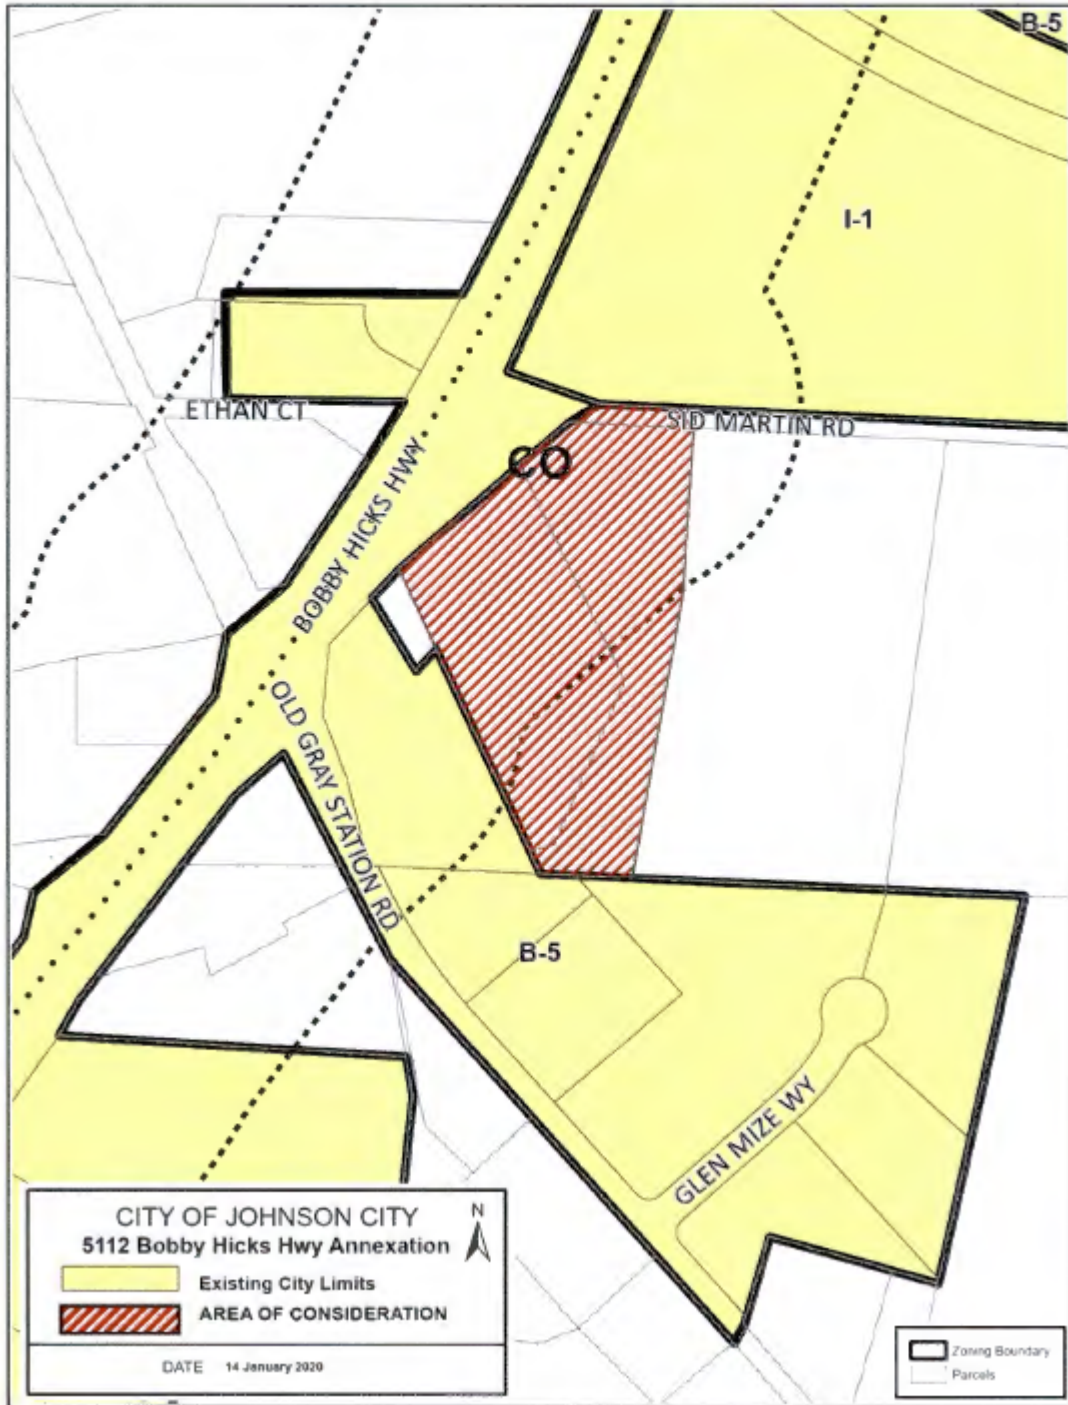 B-5
I-1
ETHAN CT
SID MARTIN RD
CO
BOBBY HICKS HWY
OLD GRAY STATION RD
B-5
GLEN MIZE WY
CITY OF JOHNSON CITY
N
5112 Bobby Hicks Hwy Annexation
Existing City Limits
AREA OF CONSIDERATION
DATE 14 January 2020
Zoning Boundary
Parcels